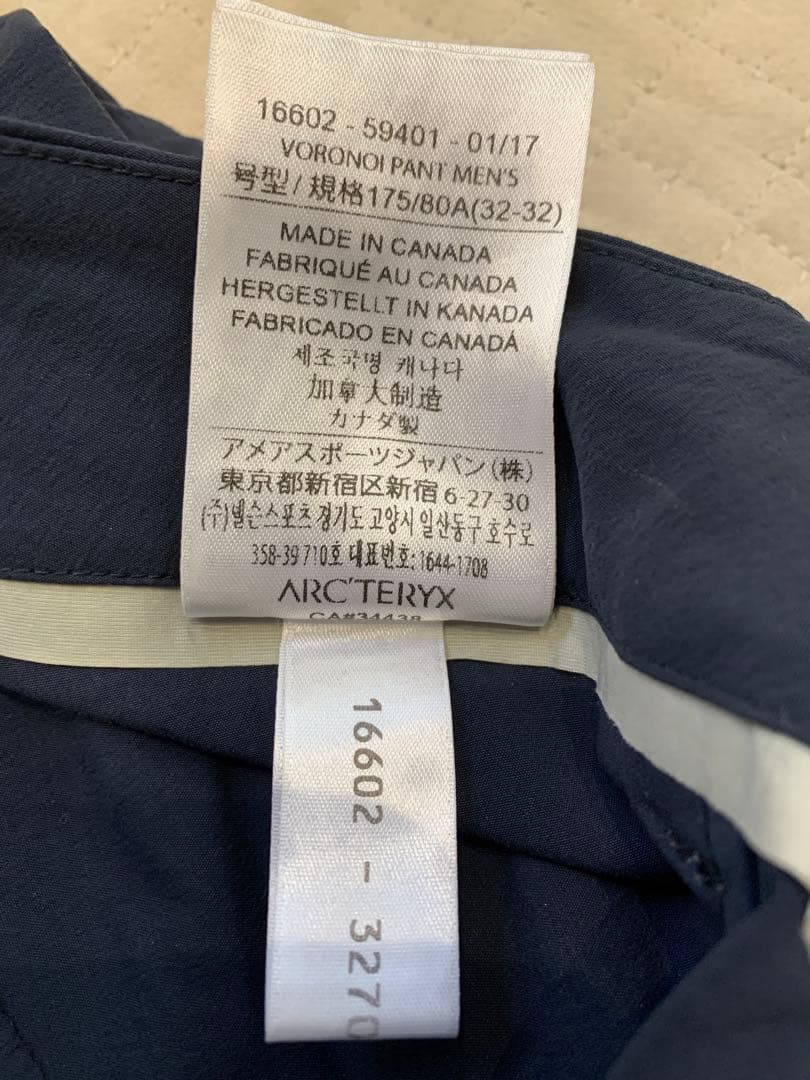 16602 - 59401 - 01/17
VORONOI PANT MEN'S
号型/規格175/80A(32-32)
MADE IN CANADA
FABRIQUÉ AU CANADA
HERGESTELLT IN KANADA
FABRICADO EN CANADÁ
세조국명 캐나다
加拿大制造
カナダ製
アメアスポーツジャパン(株)
東京都新宿区新宿 6-27-30
(주)넬슨스포츠 경기도 고양시 일산동구 호수로
358-39 710호 대표번호: 1644-1708
ARC'TERYX
CA#34438
16602 - 3270